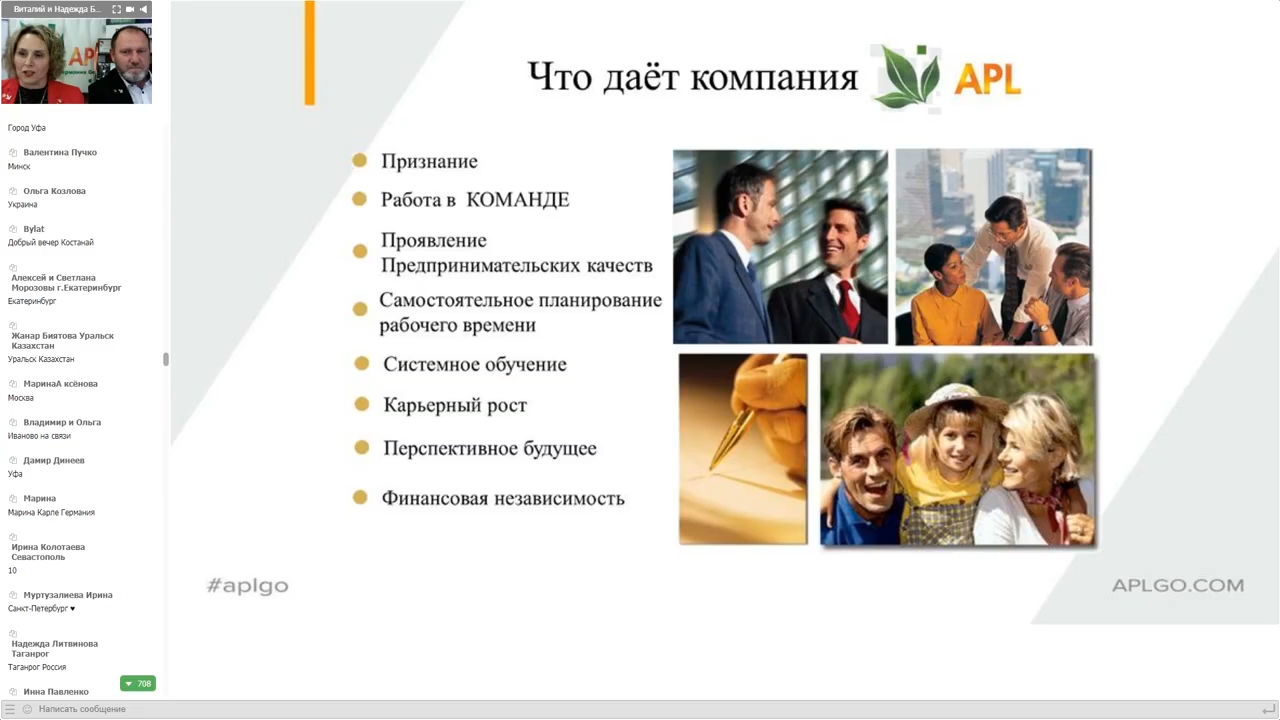 Виталий и Надежда Б...
APL
Город Уфа
Валентина Пучко
Минск
Ольга Козлова
Украина
Bylat
Добрый вечер Костанай
Алексей и Светлана
Морозовы г.Екатеринбург
Екатеринбург
Жанар Биятова Уральск
Казахстан
Уральск Казахстан
МаринаА ксёнова
Москва
Владимир и Ольга
Иваново на связи
Дамир Динеев
Уфа
Марина
Марина Карле Германия
Ирина Колотаева
Севастополь
10
Муртузалиева Ирина
Санкт-Петербург ♥
Надежда Литвинова
Таганрог
Таганрог Россия
708
Инна Павленко
Написать сообщение
Что даёт компания APL
Признание
Работа в КОМАНДЕ
Проявление
Предпринимательских качеств
Самостоятельное планирование
рабочего времени
Системное обучение
Карьерный рост
Перспективное будущее
Финансовая независимость
#aplgo
APLGO.COM